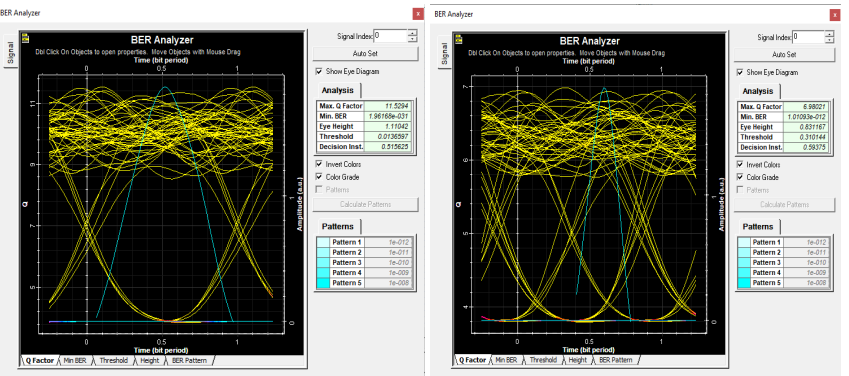 BER Analyzer
x
Signal
BER Analyzer
Dbl Click On Objects to open properties. Move Objects with Mouse Drag
Time (bit period)
0 0.5 1
Q
5 7 9 11
Amplitude (a.u.)
0 1
0 0.5 1
Time (bit period)
Q Factor Min BER Threshold Height BER Pattern
Signal Index: 0
Auto Set
Show Eye Diagram
Analysis
Max. Q Factor 11.5294
Min. BER 1.96168e-031
Eye Height 1.11042
Threshold 0.0136597
Decision Inst. 0.515625
Invert Colors
Color Grade
Patterns
Calculate Patterns
Patterns
Pattern 1 1e-012
Pattern 2 1e-011
Pattern 3 1e-010
Pattern 4 1e-009
Pattern 5 1e-008
BER Analyzer
x
Signal
BER Analyzer
Dbl Click On Objects to open properties. Move Objects with Mouse Drag
Time (bit period)
0 0.5 1
Q
4 5 6 7
Amplitude (a.u.)
0 1
0 0.5 1
Time (bit period)
Q Factor Min BER Threshold Height BER Pattern
Signal Index: 0
Auto Set
Show Eye Diagram
Analysis
Max. Q Factor 6.98021
Min. BER 1.01093e-012
Eye Height 0.831167
Threshold 0.310144
Decision Inst. 0.59375
Invert Colors
Color Grade
Patterns
Calculate Patterns
Patterns
Pattern 1 1e-012
Pattern 2 1e-011
Pattern 3 1e-010
Pattern 4 1e-009
Pattern 5 1e-008